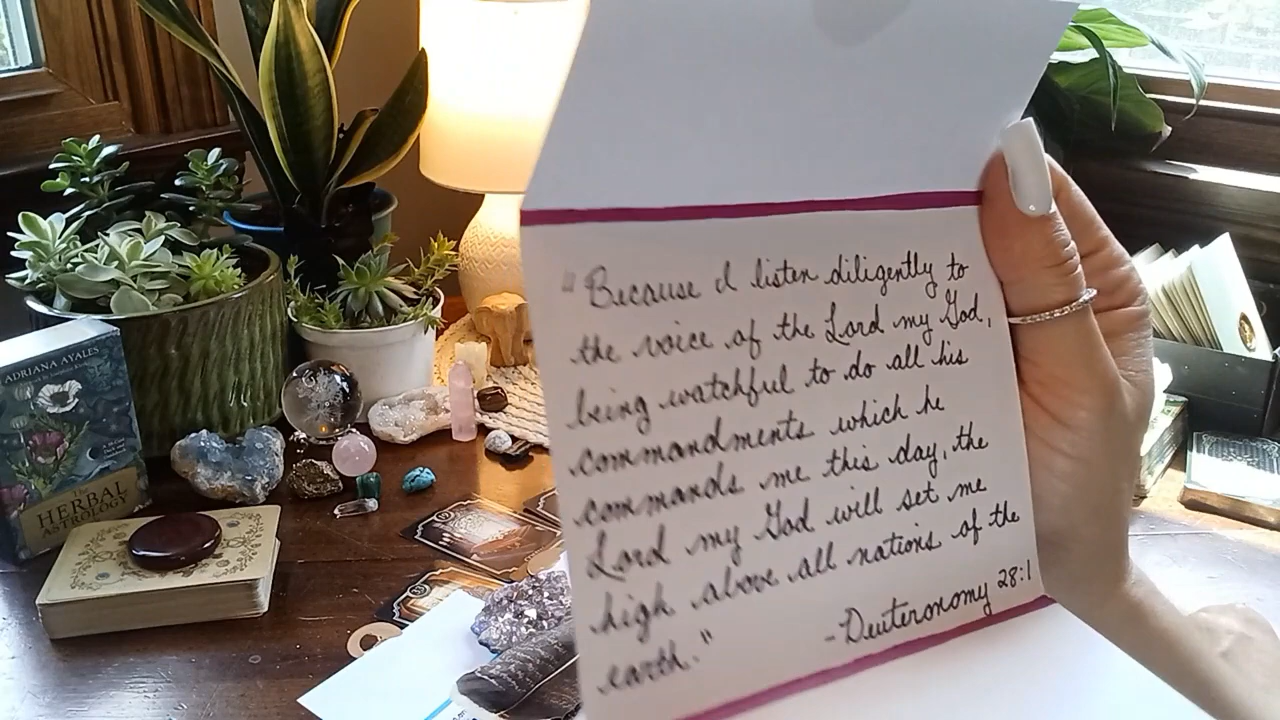 "Because I listen diligently to
the voice of the Lord my God,
being watchful to do all his
commandments which he
commands me this day, the
Lord my God will set me
high above all nations of the
earth."
-Deuteronomy 28:1
ADRIANA AYALES
The
HERBAL
ASTROLOGY